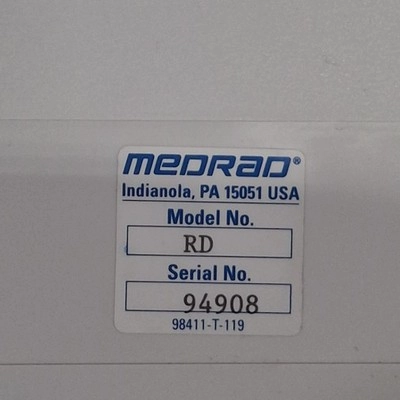 MEDRAD®
Indianola, PA 15051 USA
Model No.
RD
Serial No.
94908
98411-T-119